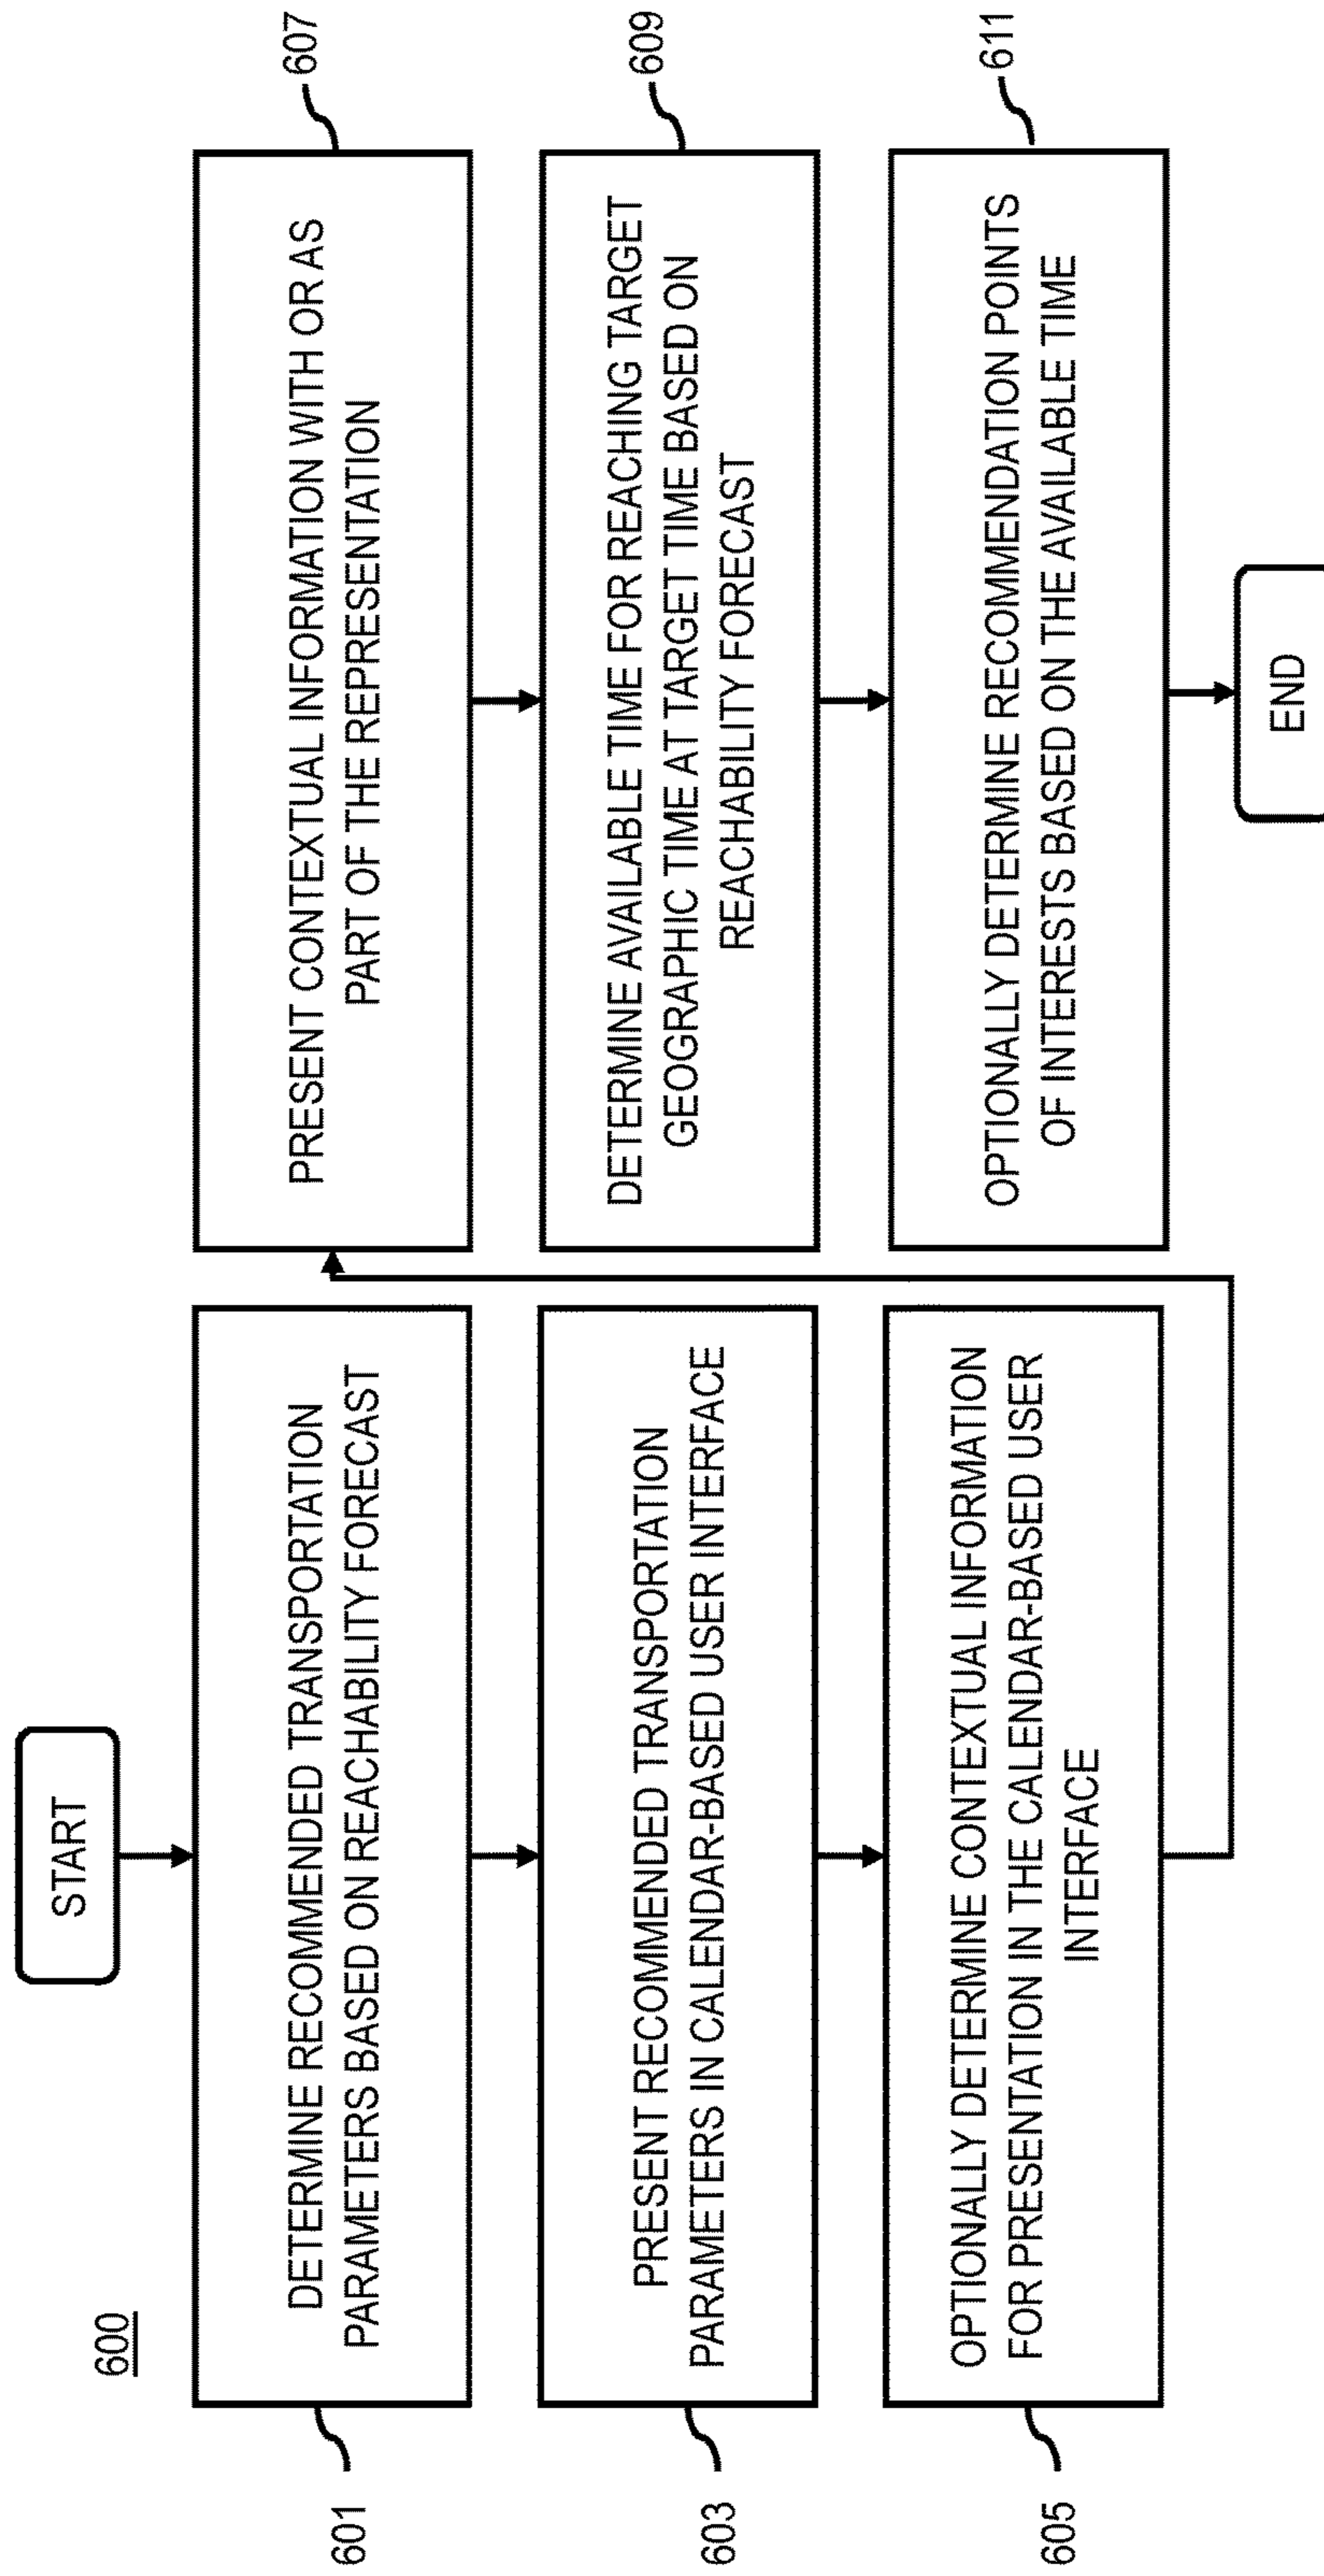 600
START
601
DETERMINE RECOMMENDED TRANSPORTATION
PARAMETERS BASED ON REACHABILITY FORECAST
603
PRESENT RECOMMENDED TRANSPORTATION
PARAMETERS IN CALENDAR-BASED USER INTERFACE
605
OPTIONALLY DETERMINE CONTEXTUAL INFORMATION
FOR PRESENTATION IN THE CALENDAR-BASED USER
INTERFACE
607
PRESENT CONTEXTUAL INFORMATION WITH OR AS
PART OF THE REPRESENTATION
609
DETERMINE AVAILABLE TIME FOR REACHING TARGET
GEOGRAPHIC TIME AT TARGET TIME BASED ON
REACHABILITY FORECAST
611
OPTIONALLY DETERMINE RECOMMENDATION POINTS
OF INTERESTS BASED ON THE AVAILABLE TIME
END